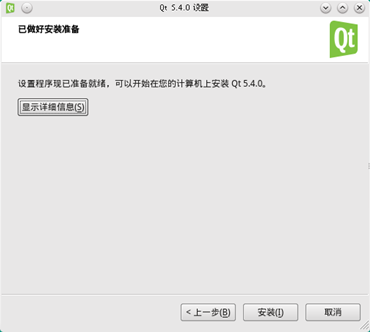 Qt 5.4.0 设置
已做好安装准备
Qt
设置程序现已准备就绪，可以开始在您的计算机上安装 Qt 5.4.0。
显示详细信息(S)
< 上一步(B)
安装(I)
取消